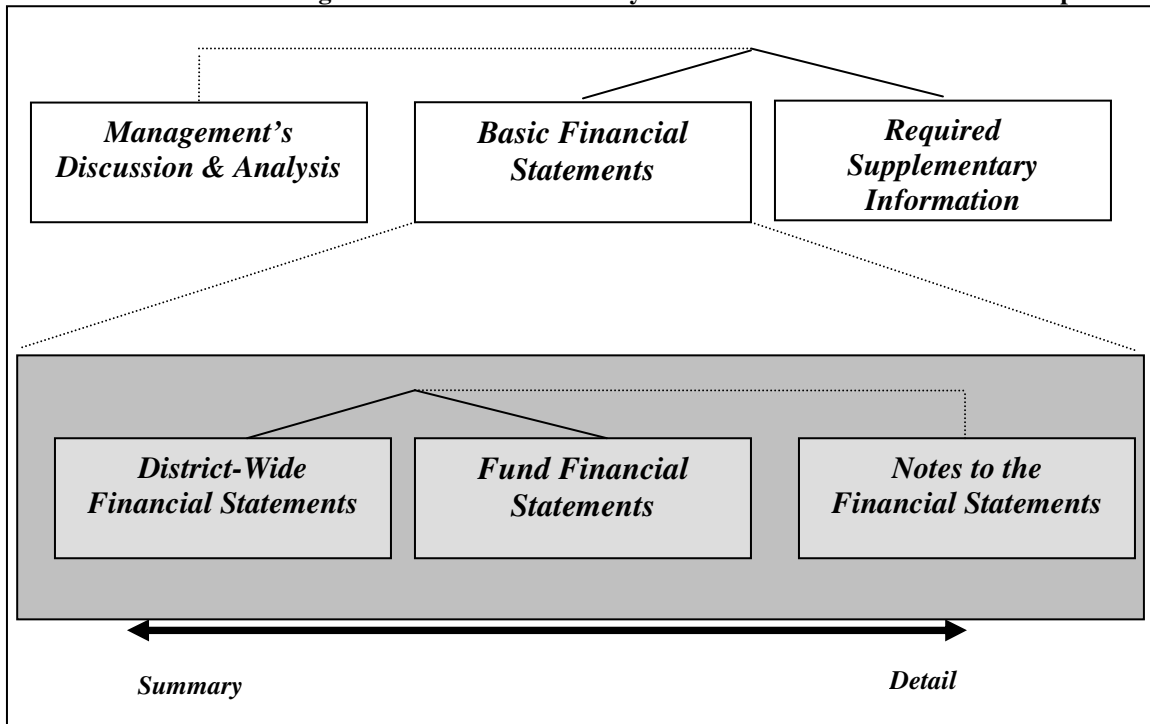 Management's
Discussion & Analysis
Basic Financial
Statements
Required
Supplementary
Information
District-Wide
Financial Statements
Fund Financial
Statements
Notes to the
Financial Statements
Summary
Detail